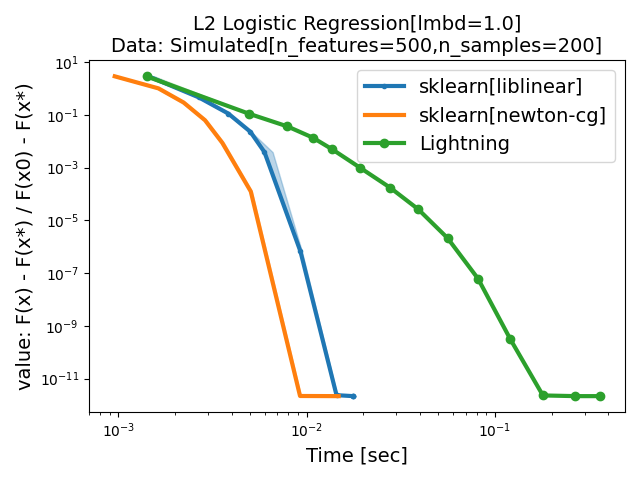 L2 Logistic Regression[lmbd=1.0]
Data: Simulated[n_features=500,n_samples=200]
value: F(x) - F(x*) / F(x0) - F(x*)
10¹
10⁻¹
10⁻³
10⁻⁵
10⁻⁷
10⁻⁹
10⁻¹¹
sklearn[liblinear]
sklearn[newton-cg]
Lightning
10⁻³
10⁻²
10⁻¹
Time [sec]